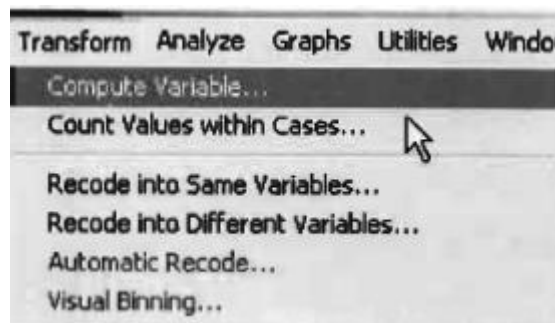 Transform Analyze Graphs Utilities Windo
Compute Variable...
Count Values within Cases...
Recode into Same Variables...
Recode into Different Variables...
Automatic Recode...
Visual Binning...